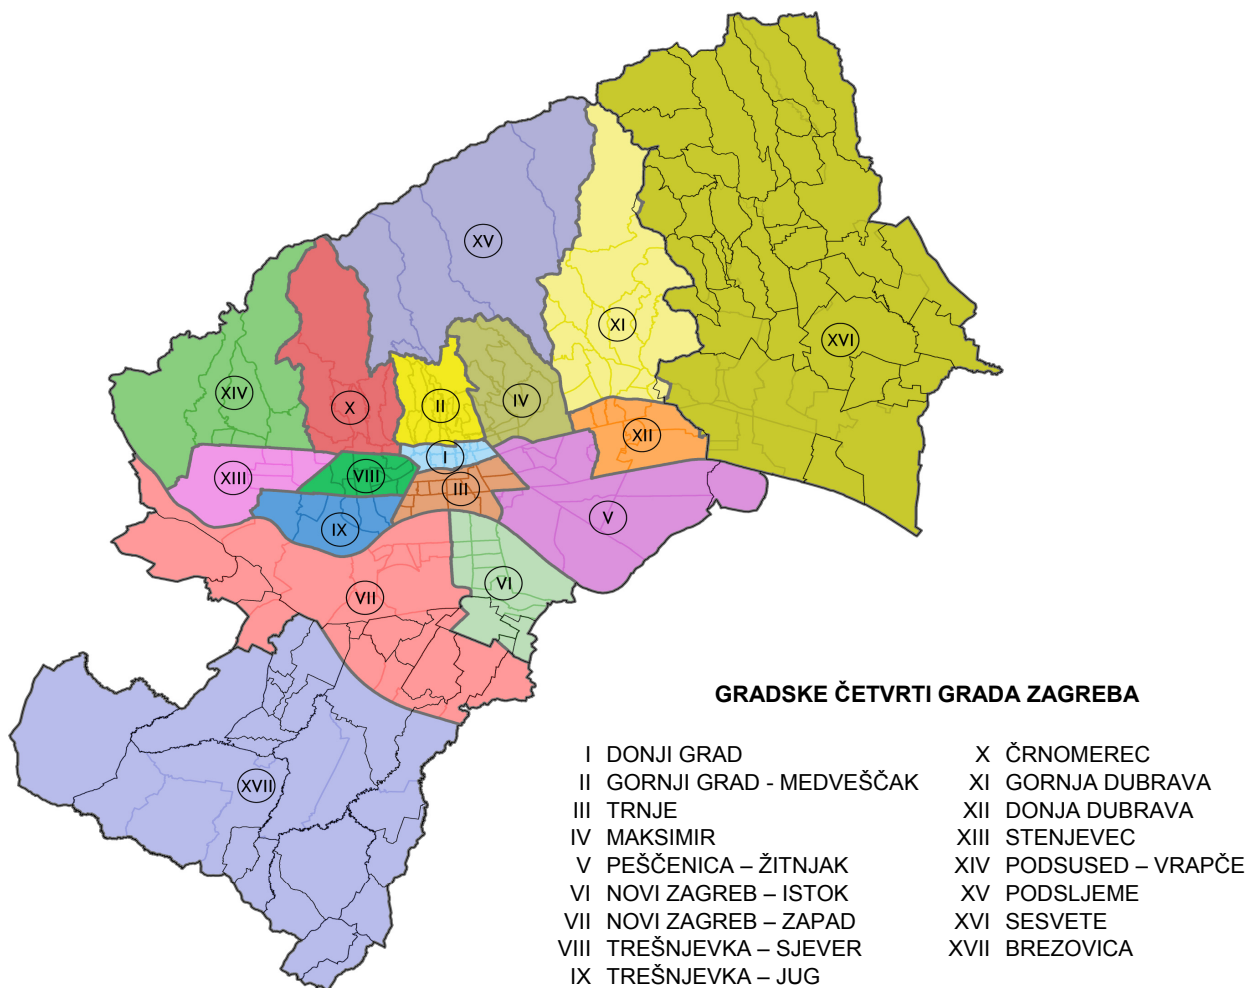 XV
XI
XVI
XIV
X
II
IV
XII
I
XIII
VIII
III
V
IX
VI
VII
XVII
GRADSKE ČETVRTI GRADA ZAGREBA
I DONJI GRAD
II GORNJI GRAD - MEDVEŠČAK
III TRNJE
IV MAKSIMIR
V PEŠČENICA – ŽITNJAK
VI NOVI ZAGREB – ISTOK
VII NOVI ZAGREB – ZAPAD
VIII TREŠNJEVKA – SJEVER
IX TREŠNJEVKA – JUG
X ČRNOMEREC
XI GORNJA DUBRAVA
XII DONJA DUBRAVA
XIII STENJEVEC
XIV PODSUSED – VRAPČE
XV PODSLJEME
XVI SESVETE
XVII BREZOVICA